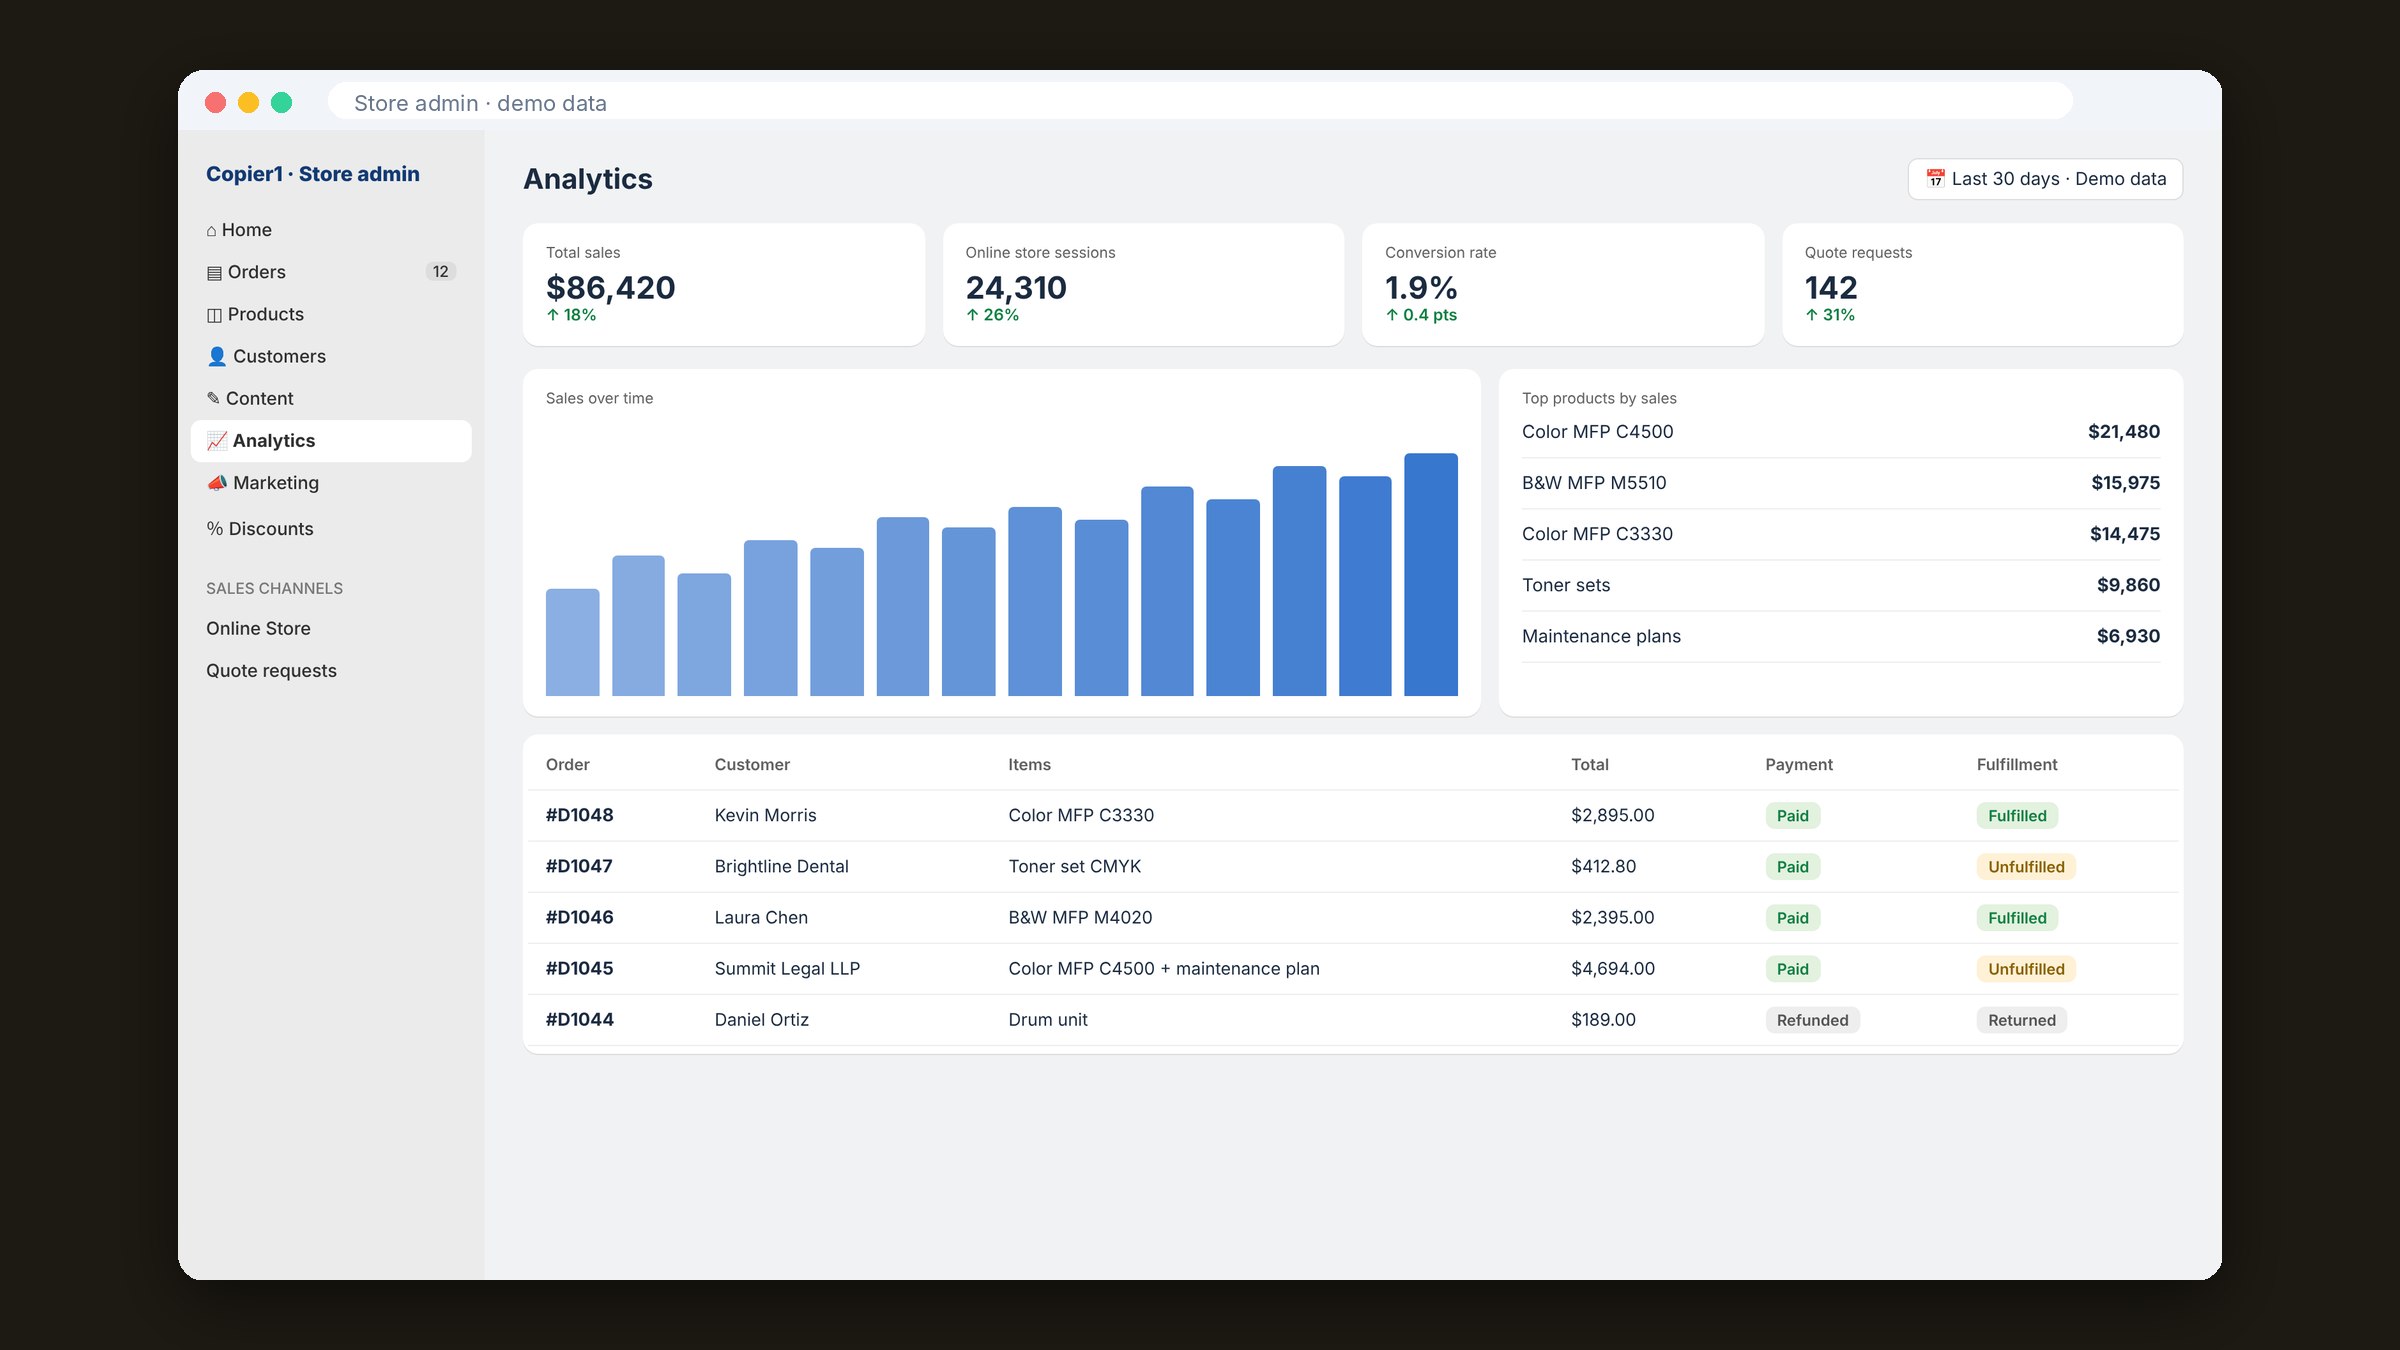 Store admin · demo data
Copier1 · Store admin
Home
Orders 12
Products
Customers
Content
Analytics
Marketing
% Discounts
SALES CHANNELS
Online Store
Quote requests
Analytics
Last 30 days · Demo data
Total sales
$86,420
↑ 18%
Online store sessions
24,310
↑ 26%
Conversion rate
1.9%
↑ 0.4 pts
Quote requests
142
↑ 31%
Sales over time
Top products by sales
Color MFP C4500 $21,480
B&W MFP M5510 $15,975
Color MFP C3330 $14,475
Toner sets $9,860
Maintenance plans $6,930
Order Customer Items Total Payment Fulfillment
#D1048 Kevin Morris Color MFP C3330 $2,895.00 Paid Fulfilled
#D1047 Brightline Dental Toner set CMYK $412.80 Paid Unfulfilled
#D1046 Laura Chen B&W MFP M4020 $2,395.00 Paid Fulfilled
#D1045 Summit Legal LLP Color MFP C4500 + maintenance plan $4,694.00 Paid Unfulfilled
#D1044 Daniel Ortiz Drum unit $189.00 Refunded Returned